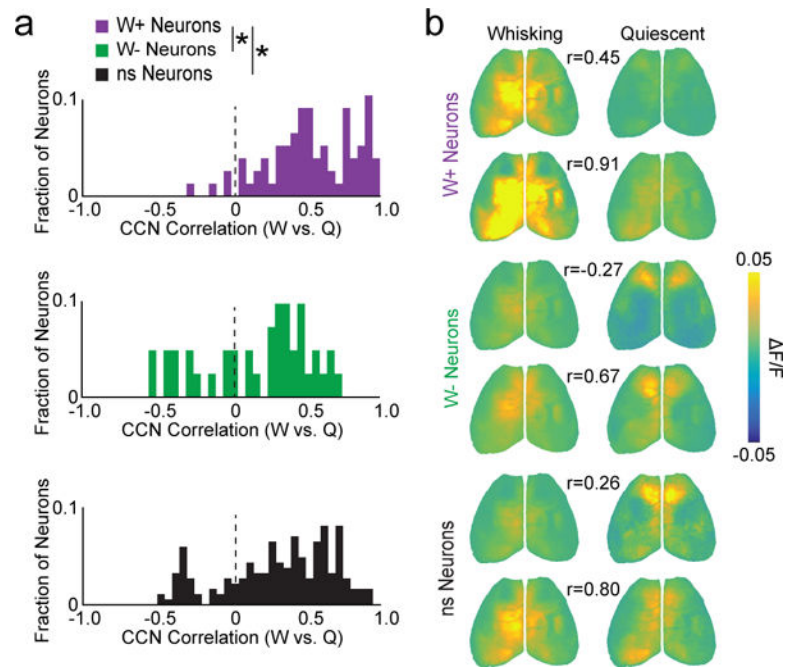 a
W+ Neurons
W- Neurons
ns Neurons
*
*
Fraction of Neurons
0.1
0
-1.0 -0.5 0 0.5 1.0
CCN Correlation (W vs. Q)
Fraction of Neurons
0.1
0
-1.0 -0.5 0 0.5 1.0
CCN Correlation (W vs. Q)
Fraction of Neurons
0.1
0
-1.0 -0.5 0 0.5 1.0
CCN Correlation (W vs. Q)
b
Whisking Quiescent
W+ Neurons
r=0.45
r=0.91
W- Neurons
r=-0.27
r=0.67
ns Neurons
r=0.26
r=0.80
0.05
ΔF/F
-0.05